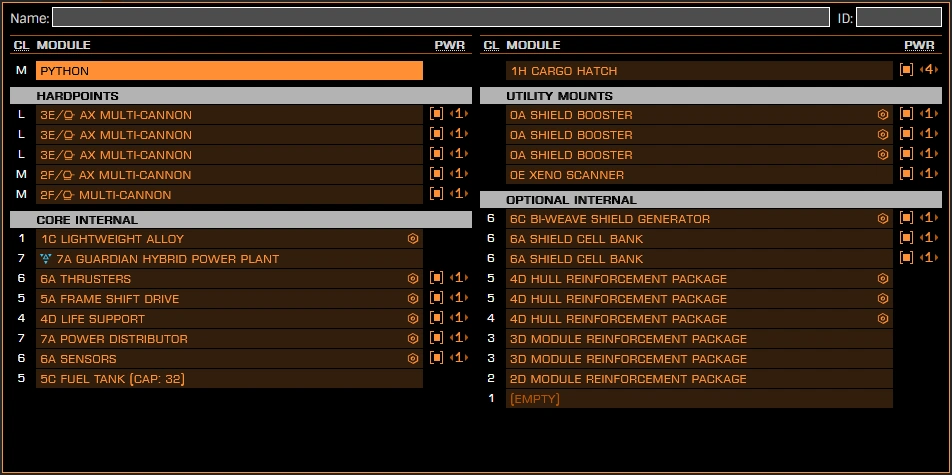 Name: ID:
CL MODULE PWR
M PYTHON
HARDPOINTS
L 3E/ AX MULTI-CANNON 1
L 3E/ AX MULTI-CANNON 1
L 3E/ AX MULTI-CANNON 1
M 2F/ AX MULTI-CANNON 1
M 2F/ MULTI-CANNON 1
CORE INTERNAL
1 1C LIGHTWEIGHT ALLOY
7 7A GUARDIAN HYBRID POWER PLANT
6 6A THRUSTERS 1
5 5A FRAME SHIFT DRIVE 1
4 4D LIFE SUPPORT 1
7 7A POWER DISTRIBUTOR 1
6 6A SENSORS 1
5 5C FUEL TANK (CAP: 32)
CL MODULE PWR
1H CARGO HATCH 4
UTILITY MOUNTS
0A SHIELD BOOSTER 1
0A SHIELD BOOSTER 1
0A SHIELD BOOSTER 1
0E XENO SCANNER 1
OPTIONAL INTERNAL
6 6C BI-WEAVE SHIELD GENERATOR 1
6 6A SHIELD CELL BANK 1
6 6A SHIELD CELL BANK 1
5 4D HULL REINFORCEMENT PACKAGE
5 4D HULL REINFORCEMENT PACKAGE
5 4D HULL REINFORCEMENT PACKAGE
3 3D MODULE REINFORCEMENT PACKAGE
3 3D MODULE REINFORCEMENT PACKAGE
2 2D MODULE REINFORCEMENT PACKAGE
1 [EMPTY]